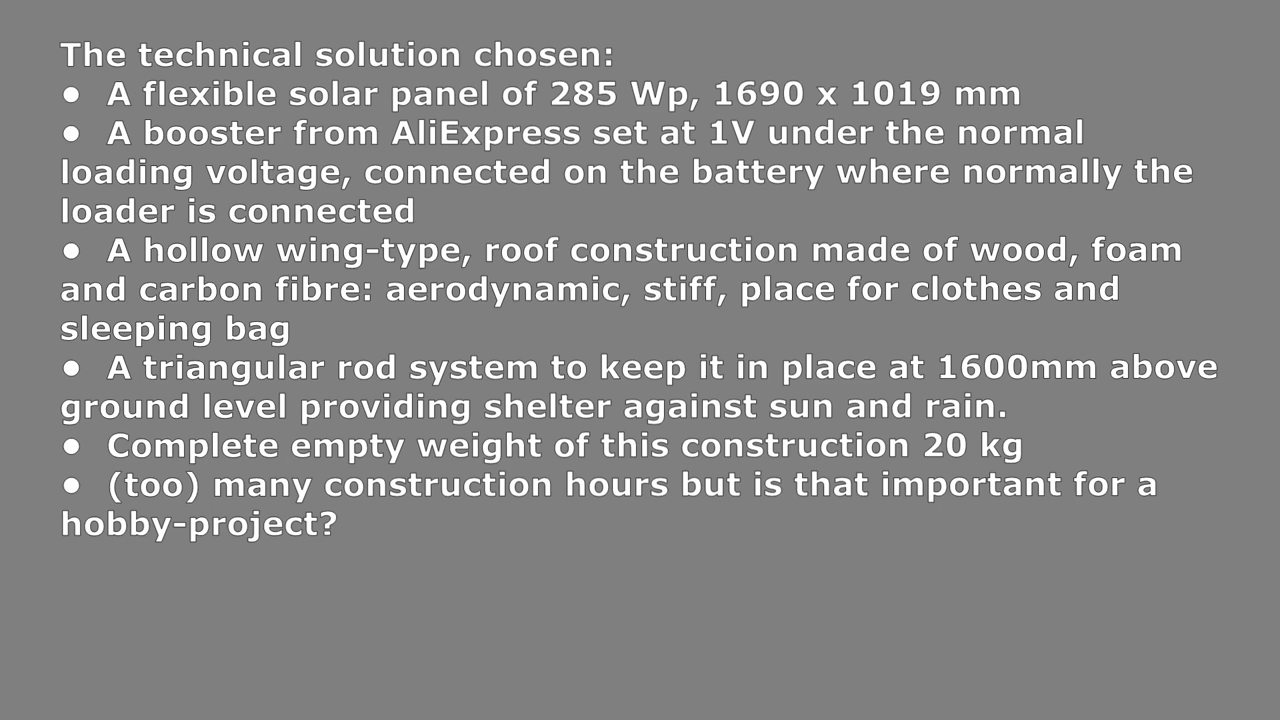 The technical solution chosen:
● A flexible solar panel of 285 Wp, 1690 x 1019 mm
● A booster from AliExpress set at 1V under the normal
loading voltage, connected on the battery where normally the
loader is connected
● A hollow wing-type, roof construction made of wood, foam
and carbon fibre: aerodynamic, stiff, place for clothes and
sleeping bag
● A triangular rod system to keep it in place at 1600mm above
ground level providing shelter against sun and rain.
● Complete empty weight of this construction 20 kg
● (too) many construction hours but is that important for a
hobby-project?